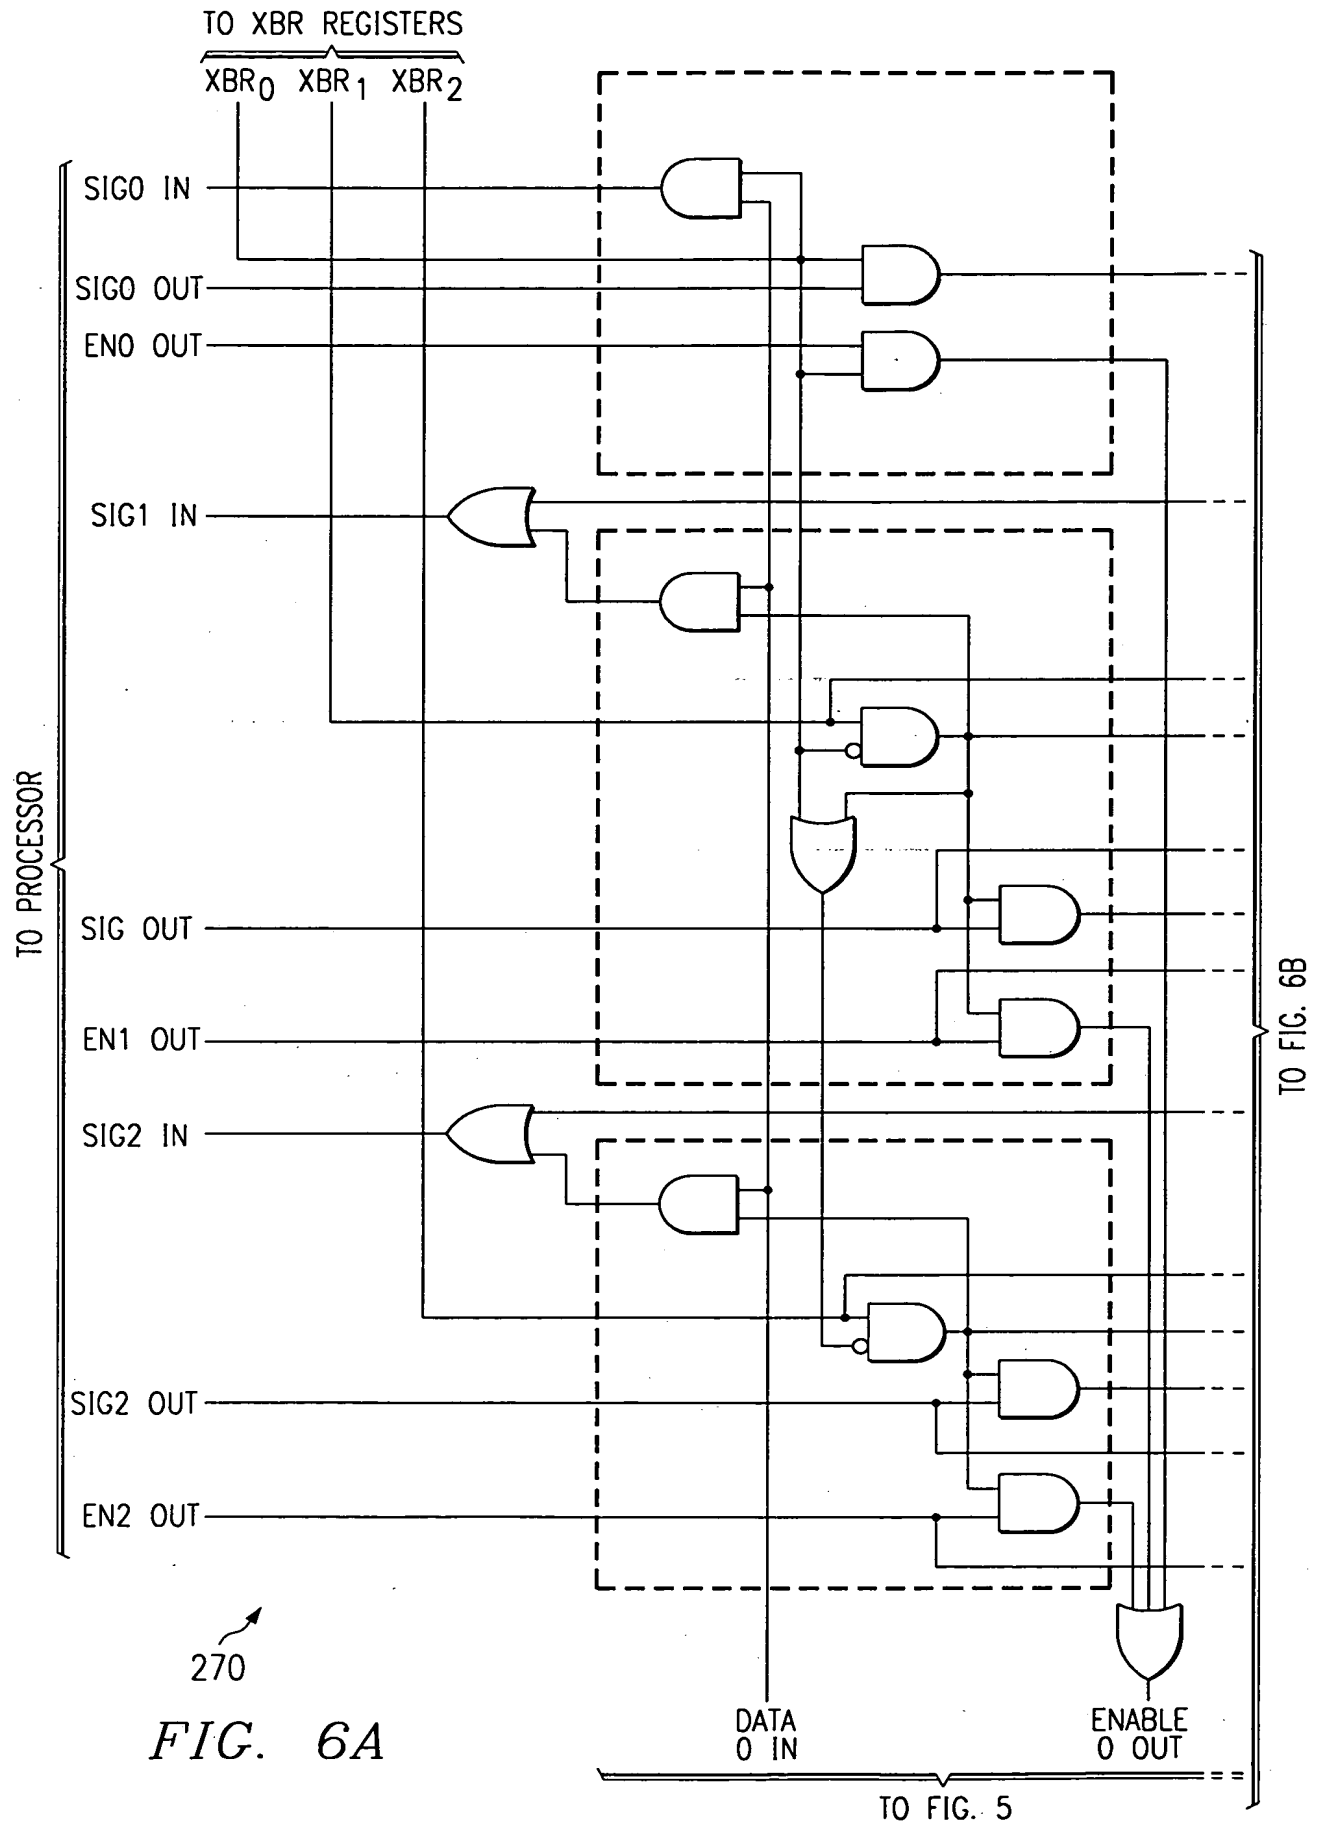 TO XBR REGISTERS
XBR0 XBR1 XBR2
SIG0 IN
SIG0 OUT
EN0 OUT
SIG1 IN
TO PROCESSOR
SIG OUT
EN1 OUT
TO FIG. 6B
SIG2 IN
SIG2 OUT
EN2 OUT
270
FIG. 6A
DATA
0 IN
ENABLE
0 OUT
TO FIG. 5